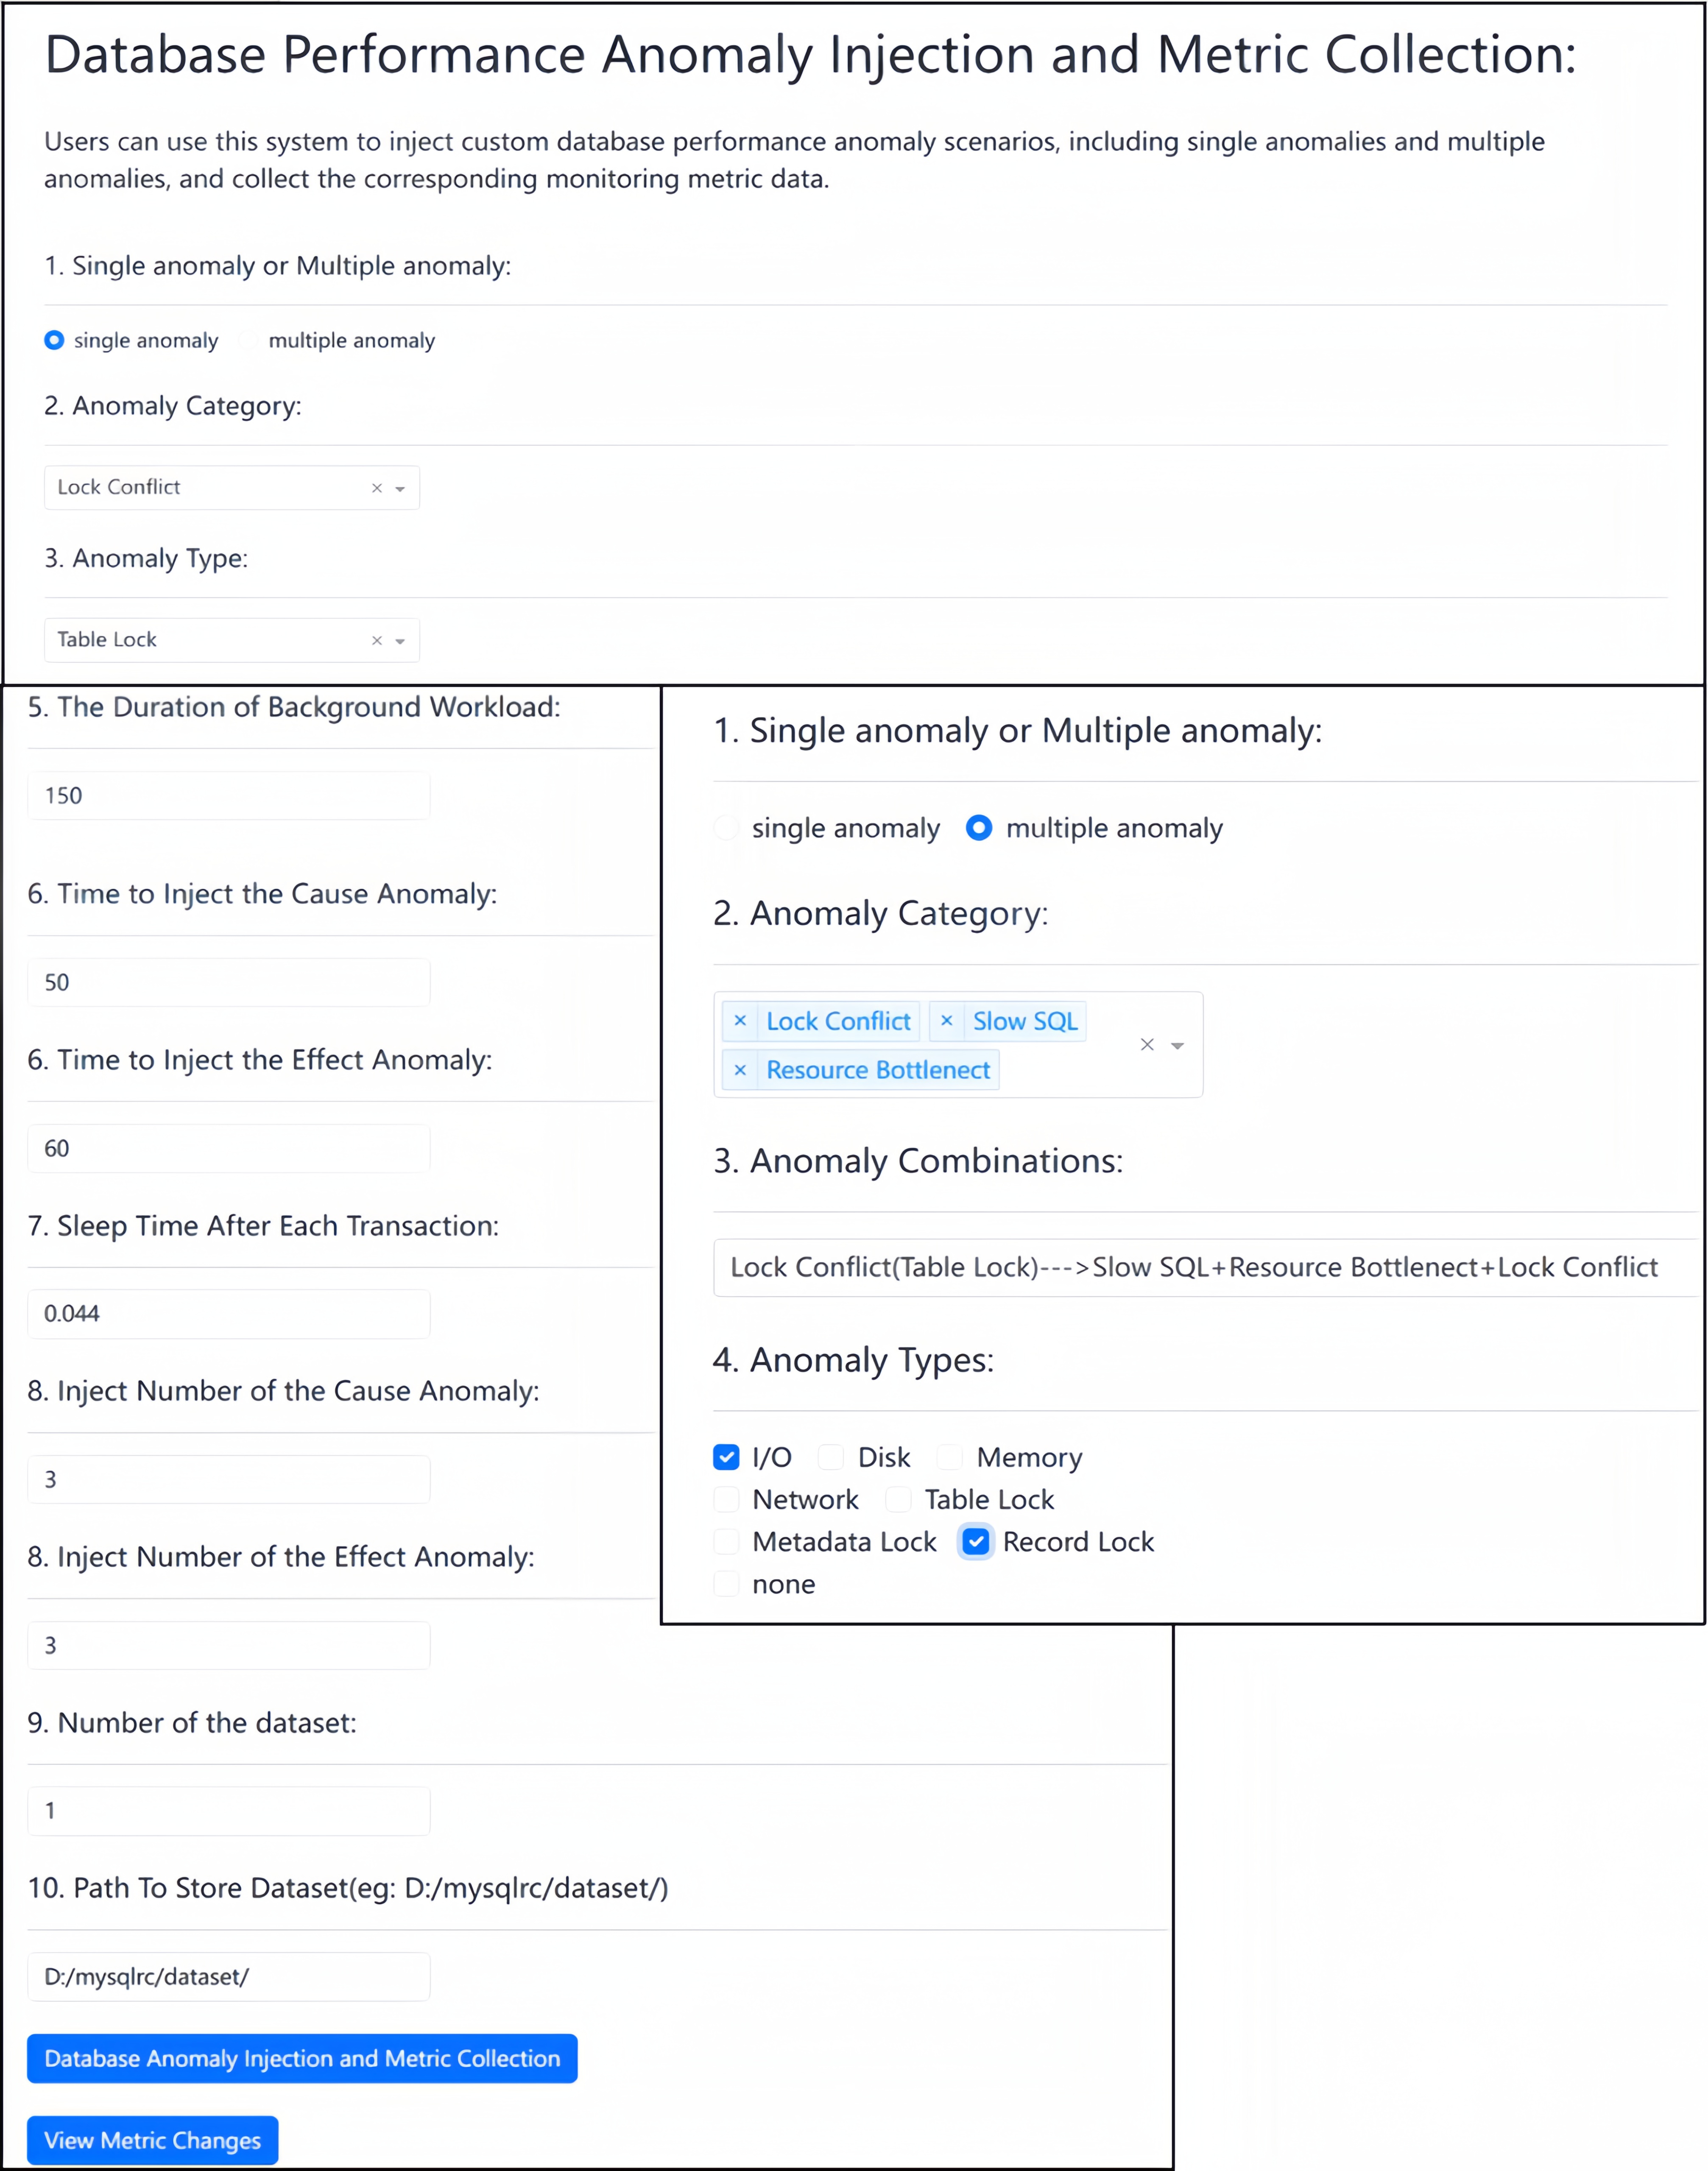 Database Performance Anomaly Injection and Metric Collection:
Users can use this system to inject custom database performance anomaly scenarios, including single anomalies and multiple
anomalies, and collect the corresponding monitoring metric data.
1. Single anomaly or Multiple anomaly:
single anomaly multiple anomaly
2. Anomaly Category:
Lock Conflict
3. Anomaly Type:
Table Lock
5. The Duration of Background Workload:
150
6. Time to Inject the Cause Anomaly:
50
6. Time to Inject the Effect Anomaly:
60
7. Sleep Time After Each Transaction:
0.044
8. Inject Number of the Cause Anomaly:
3
8. Inject Number of the Effect Anomaly:
3
9. Number of the dataset:
1
10. Path To Store Dataset(eg: D:/mysqlrc/dataset/)
D:/mysqlrc/dataset/
Database Anomaly Injection and Metric Collection
View Metric Changes
1. Single anomaly or Multiple anomaly:
single anomaly multiple anomaly
2. Anomaly Category:
× Lock Conflict × Slow SQL
× Resource Bottlenect
3. Anomaly Combinations:
Lock Conflict(Table Lock)--->Slow SQL+Resource Bottlenect+Lock Conflict
4. Anomaly Types:
I/O Disk Memory
Network Table Lock
Metadata Lock Record Lock
none